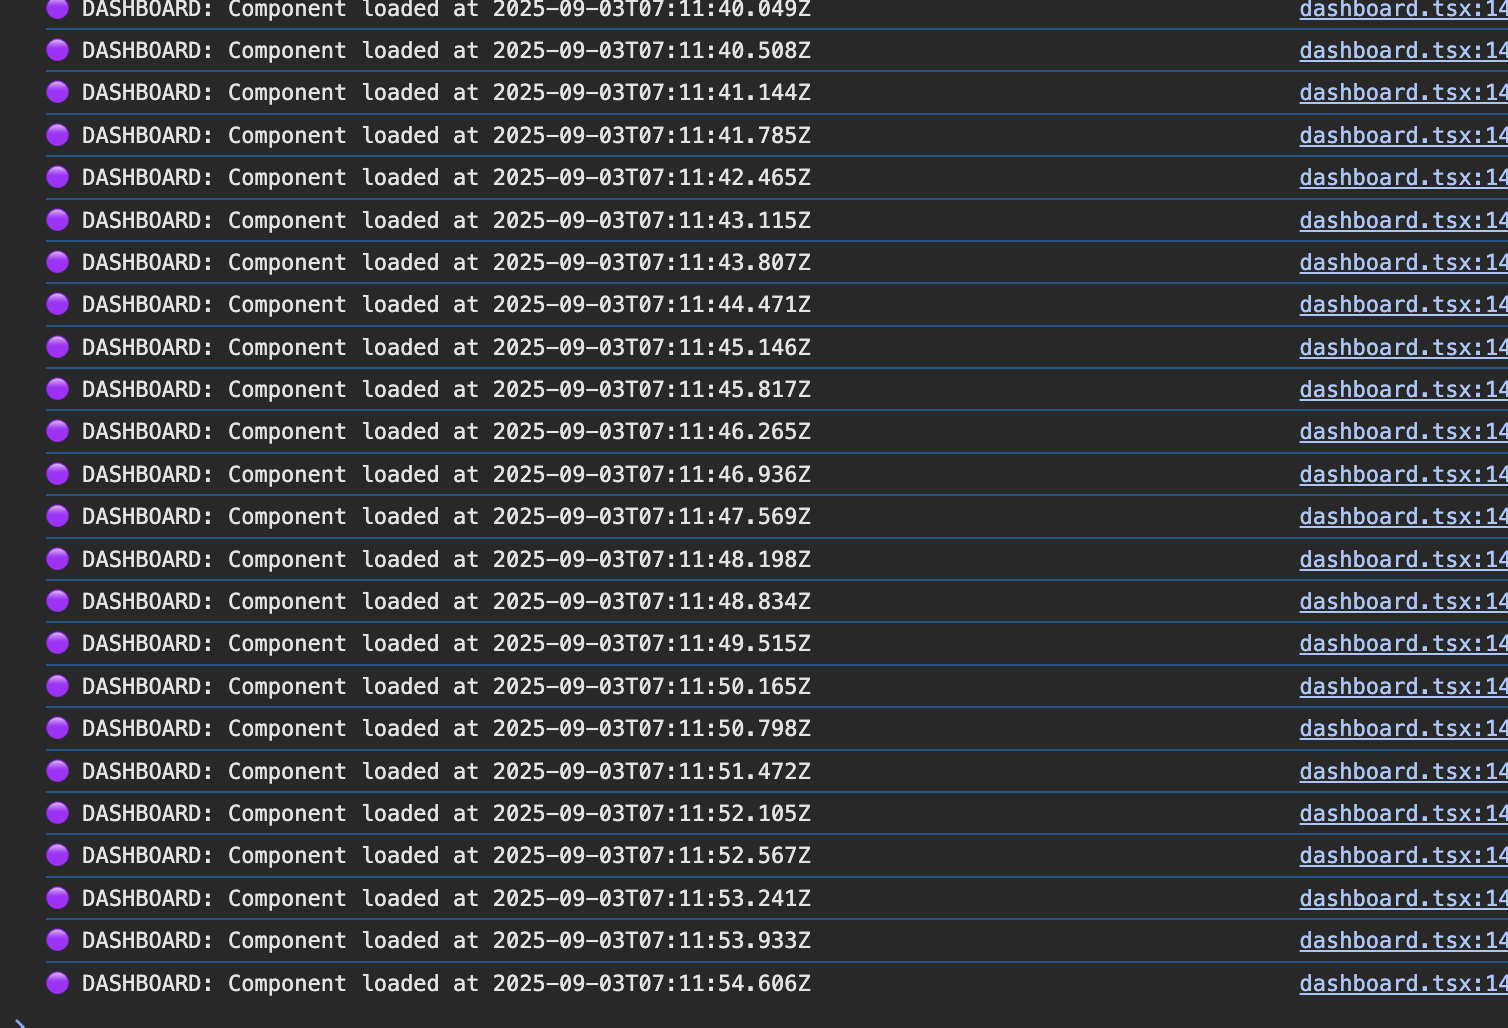 DASHBOARD: Component loaded at 2025-09-03T07:11:40.049Z dashboard.tsx:14
DASHBOARD: Component loaded at 2025-09-03T07:11:40.508Z dashboard.tsx:14
DASHBOARD: Component loaded at 2025-09-03T07:11:41.144Z dashboard.tsx:14
DASHBOARD: Component loaded at 2025-09-03T07:11:41.785Z dashboard.tsx:14
DASHBOARD: Component loaded at 2025-09-03T07:11:42.465Z dashboard.tsx:14
DASHBOARD: Component loaded at 2025-09-03T07:11:43.115Z dashboard.tsx:14
DASHBOARD: Component loaded at 2025-09-03T07:11:43.807Z dashboard.tsx:14
DASHBOARD: Component loaded at 2025-09-03T07:11:44.471Z dashboard.tsx:14
DASHBOARD: Component loaded at 2025-09-03T07:11:45.146Z dashboard.tsx:14
DASHBOARD: Component loaded at 2025-09-03T07:11:45.817Z dashboard.tsx:14
DASHBOARD: Component loaded at 2025-09-03T07:11:46.265Z dashboard.tsx:14
DASHBOARD: Component loaded at 2025-09-03T07:11:46.936Z dashboard.tsx:14
DASHBOARD: Component loaded at 2025-09-03T07:11:47.569Z dashboard.tsx:14
DASHBOARD: Component loaded at 2025-09-03T07:11:48.198Z dashboard.tsx:14
DASHBOARD: Component loaded at 2025-09-03T07:11:48.834Z dashboard.tsx:14
DASHBOARD: Component loaded at 2025-09-03T07:11:49.515Z dashboard.tsx:14
DASHBOARD: Component loaded at 2025-09-03T07:11:50.165Z dashboard.tsx:14
DASHBOARD: Component loaded at 2025-09-03T07:11:50.798Z dashboard.tsx:14
DASHBOARD: Component loaded at 2025-09-03T07:11:51.472Z dashboard.tsx:14
DASHBOARD: Component loaded at 2025-09-03T07:11:52.105Z dashboard.tsx:14
DASHBOARD: Component loaded at 2025-09-03T07:11:52.567Z dashboard.tsx:14
DASHBOARD: Component loaded at 2025-09-03T07:11:53.241Z dashboard.tsx:14
DASHBOARD: Component loaded at 2025-09-03T07:11:53.933Z dashboard.tsx:14
DASHBOARD: Component loaded at 2025-09-03T07:11:54.606Z dashboard.tsx:14